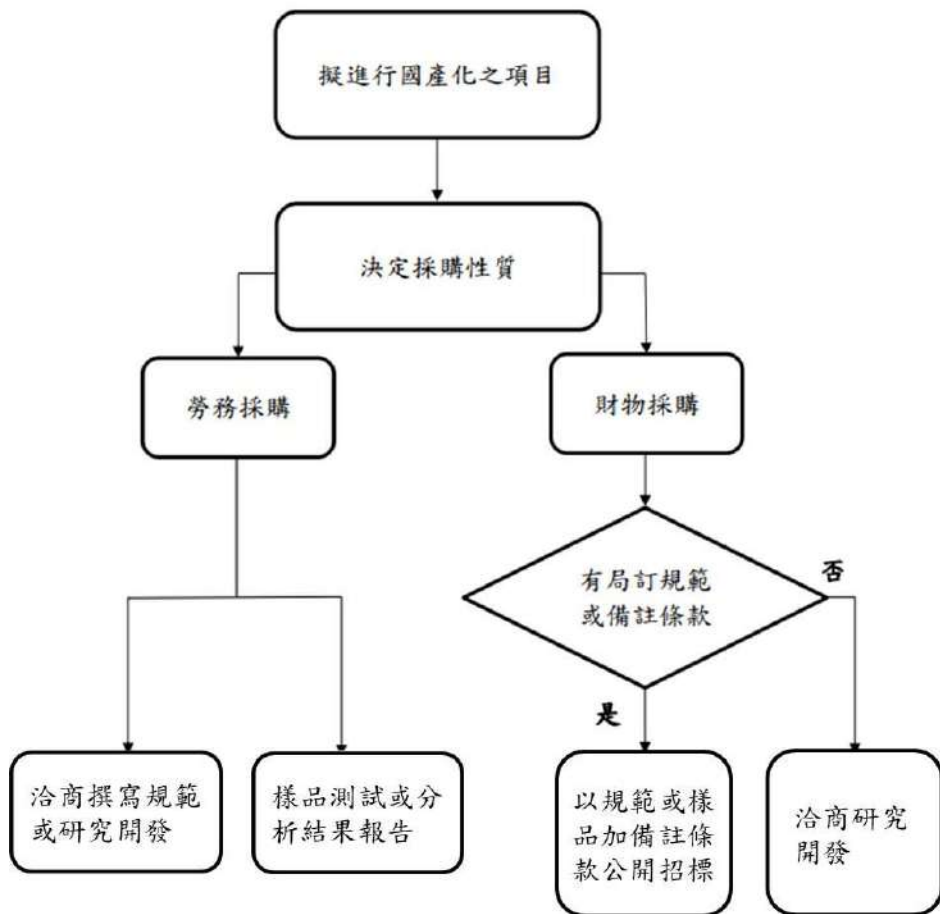 擬進行國產化之項目
決定採購性質
勞務採購
財物採購
有局訂規範
或備註條款
否
是
洽商撰寫規範
或研究開發
樣品測試或分
析結果報告
以規範或樣
品加備註條
款公開招標
洽商研究
開發